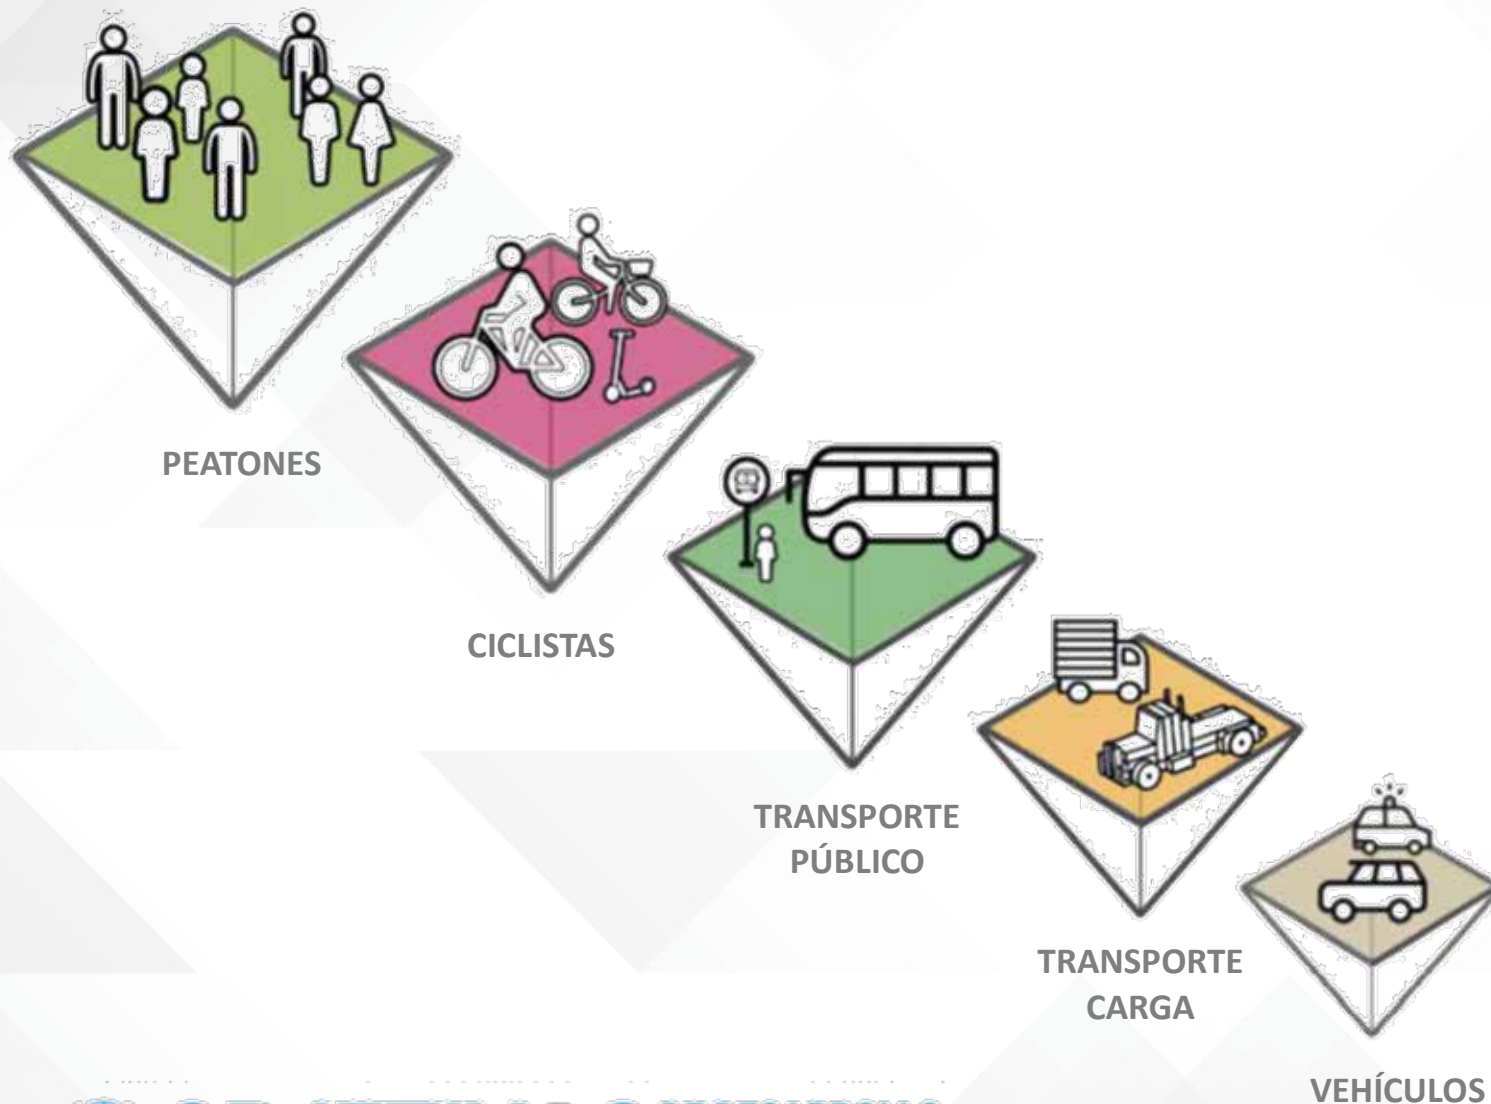 PEATONES
CICLISTAS
TRANSPORTE
PÚBLICO
TRANSPORTE
CARGA
VEHÍCULOS